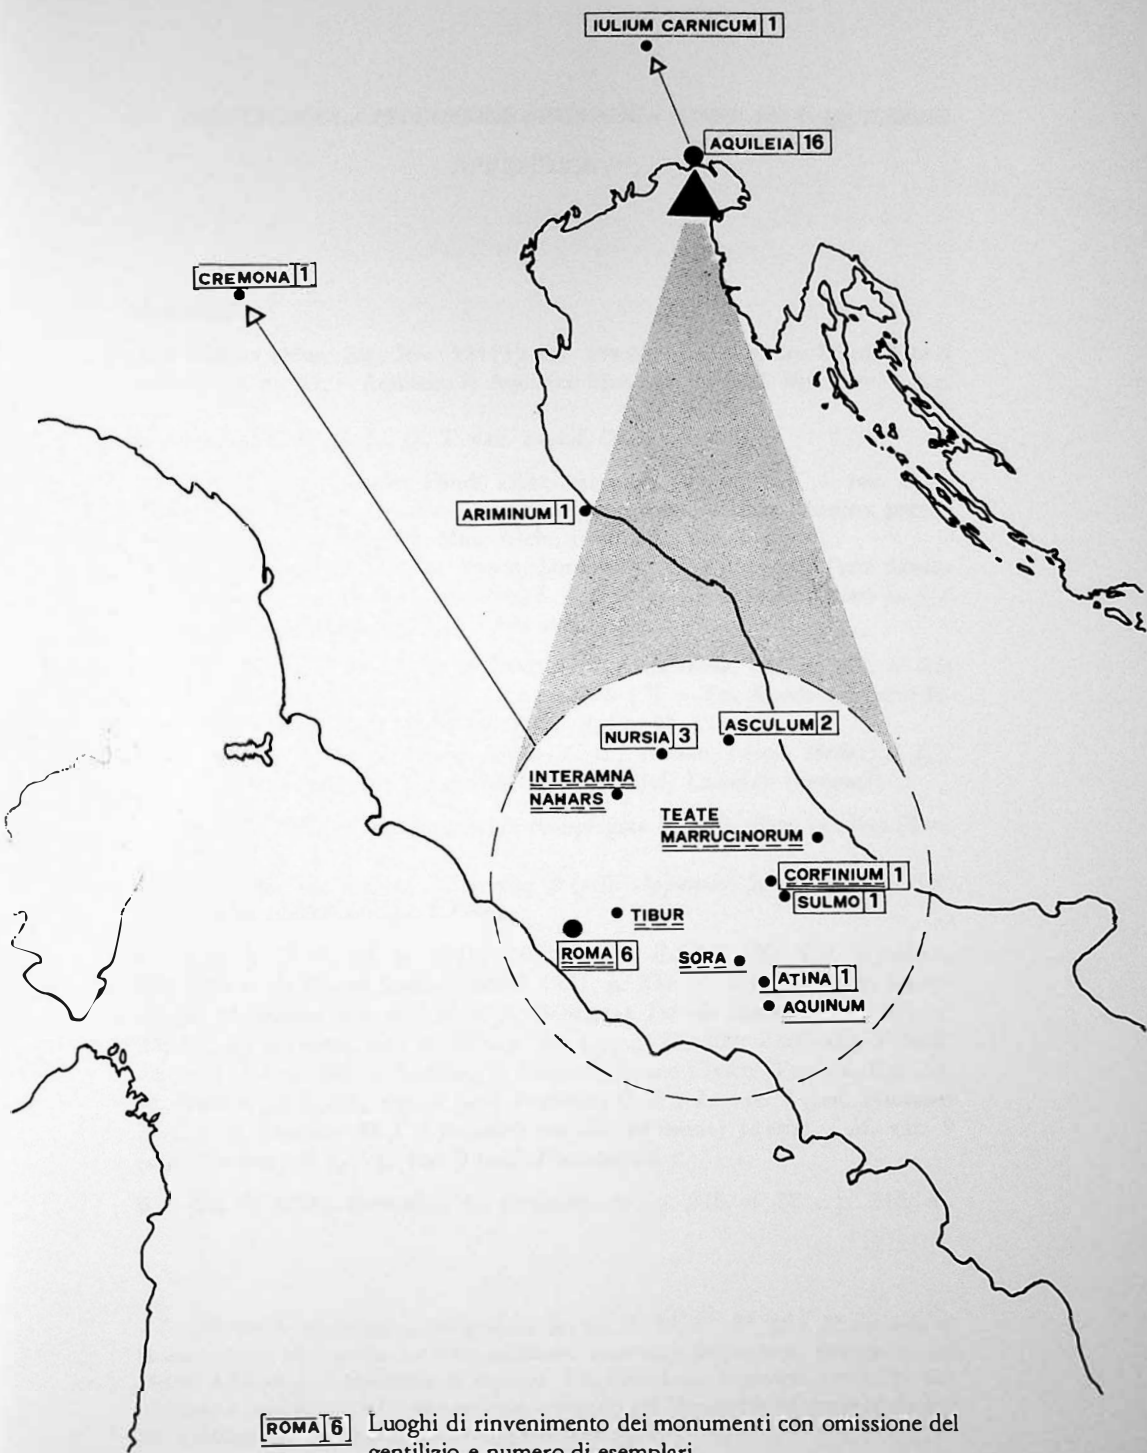 IULIUM CARNICUM 1
AQUILEIA 16
CREMONA 1
ARIMINUM 1
NURSIA 3
ASCULUM 2
INTERAMNA
NAHARS
TEATE
MARRUCINORUM
CORFINIUM 1
SULMO 1
TIBUR
ROMA 6
SORA
ATINA 1
AQUINUM
ROMA 6 Luoghi di rinvenimento dei monumenti con omissione del
gentilizio e numero di esemplari